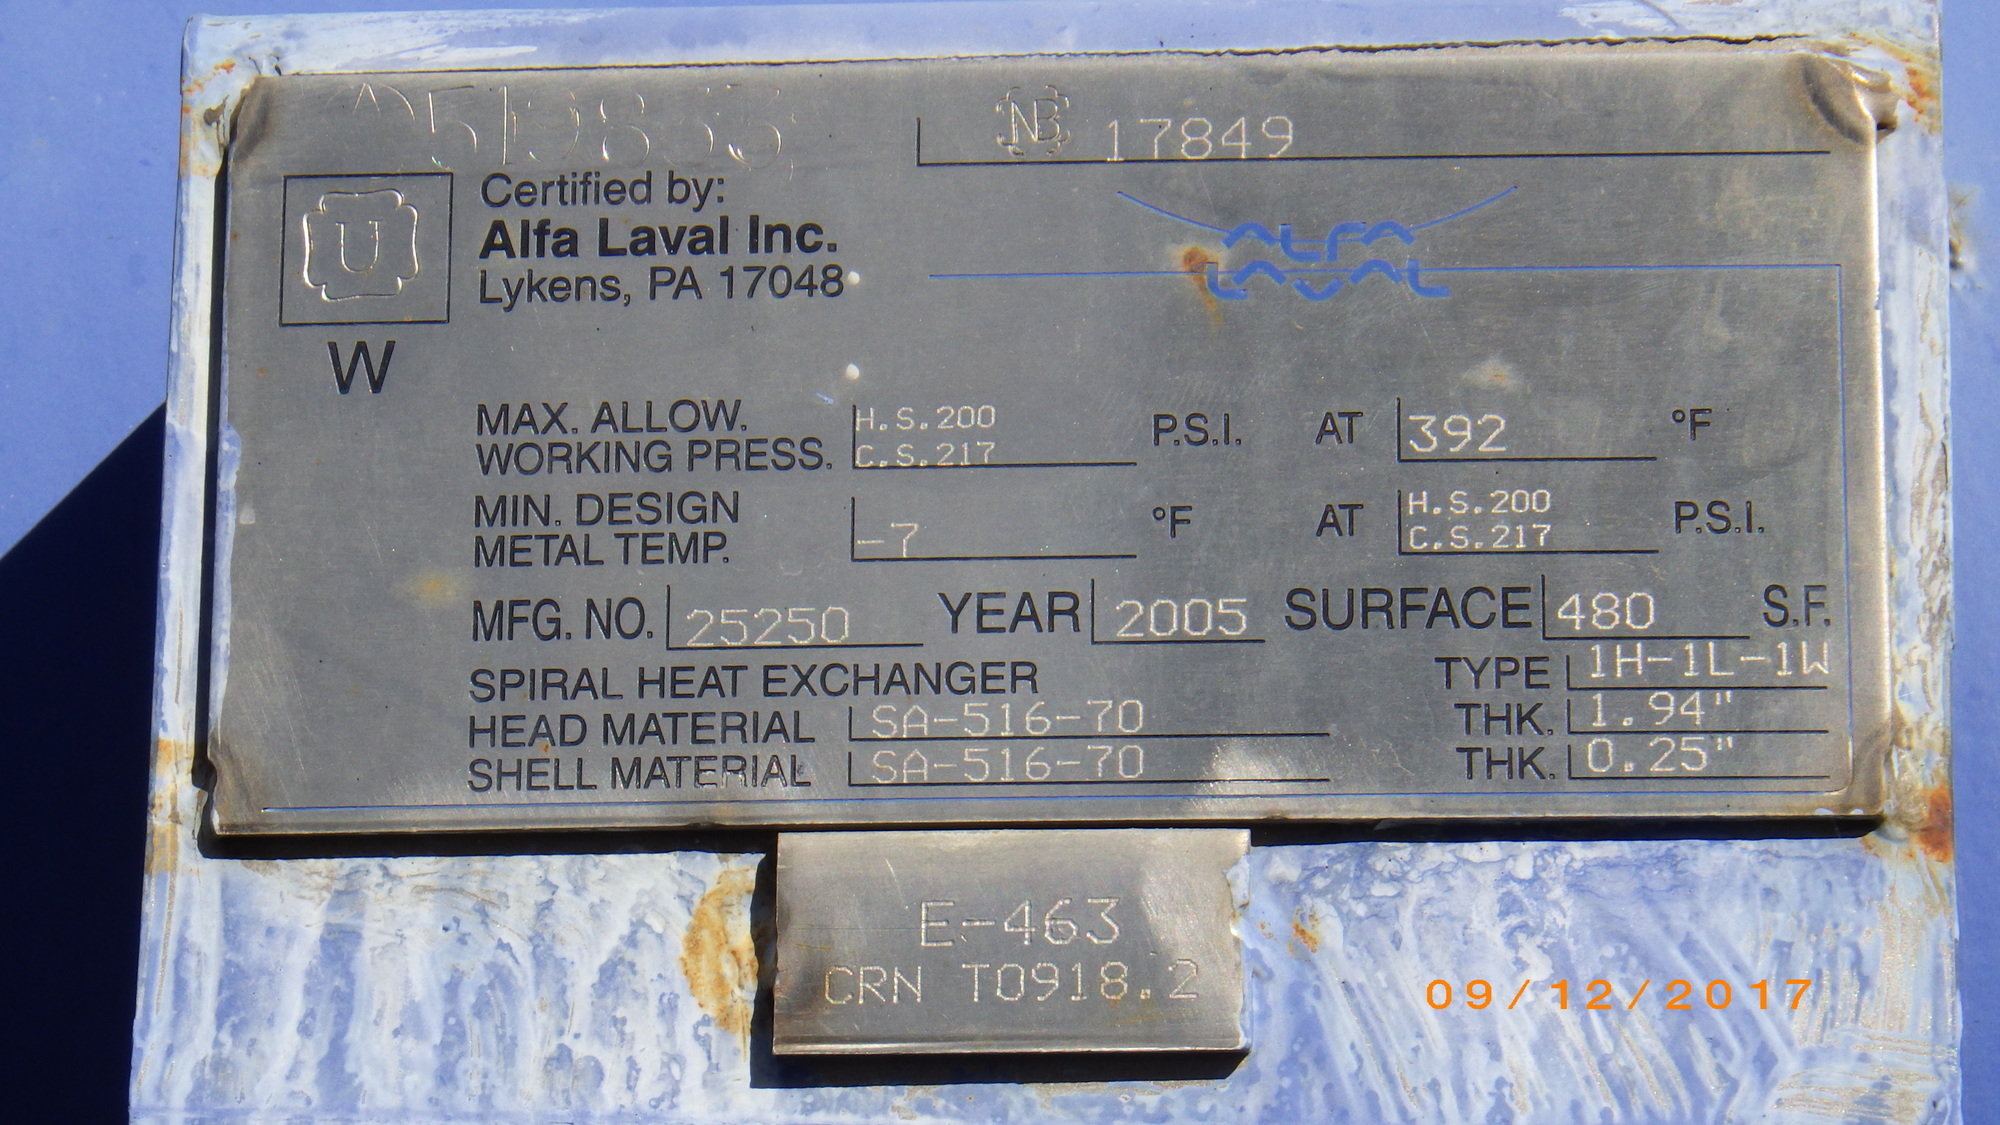 NB 17849
U
Certified by:
Alfa Laval Inc.
Lykens, PA 17048
ALFA
LAVAL
W
MAX. ALLOW.
WORKING PRESS. H.S.200 C.S.217 P.S.I. AT 392 °F
MIN. DESIGN
METAL TEMP. -7 °F AT H.S.200 C.S.217 P.S.I.
MFG. NO. 25250 YEAR 2005 SURFACE 480 S.F.
SPIRAL HEAT EXCHANGER TYPE 1H-1L-1W
HEAD MATERIAL SA-516-70 THK. 1.94"
SHELL MATERIAL SA-516-70 THK. 0.25"
E-463
CRN T0918.2
09/12/2017